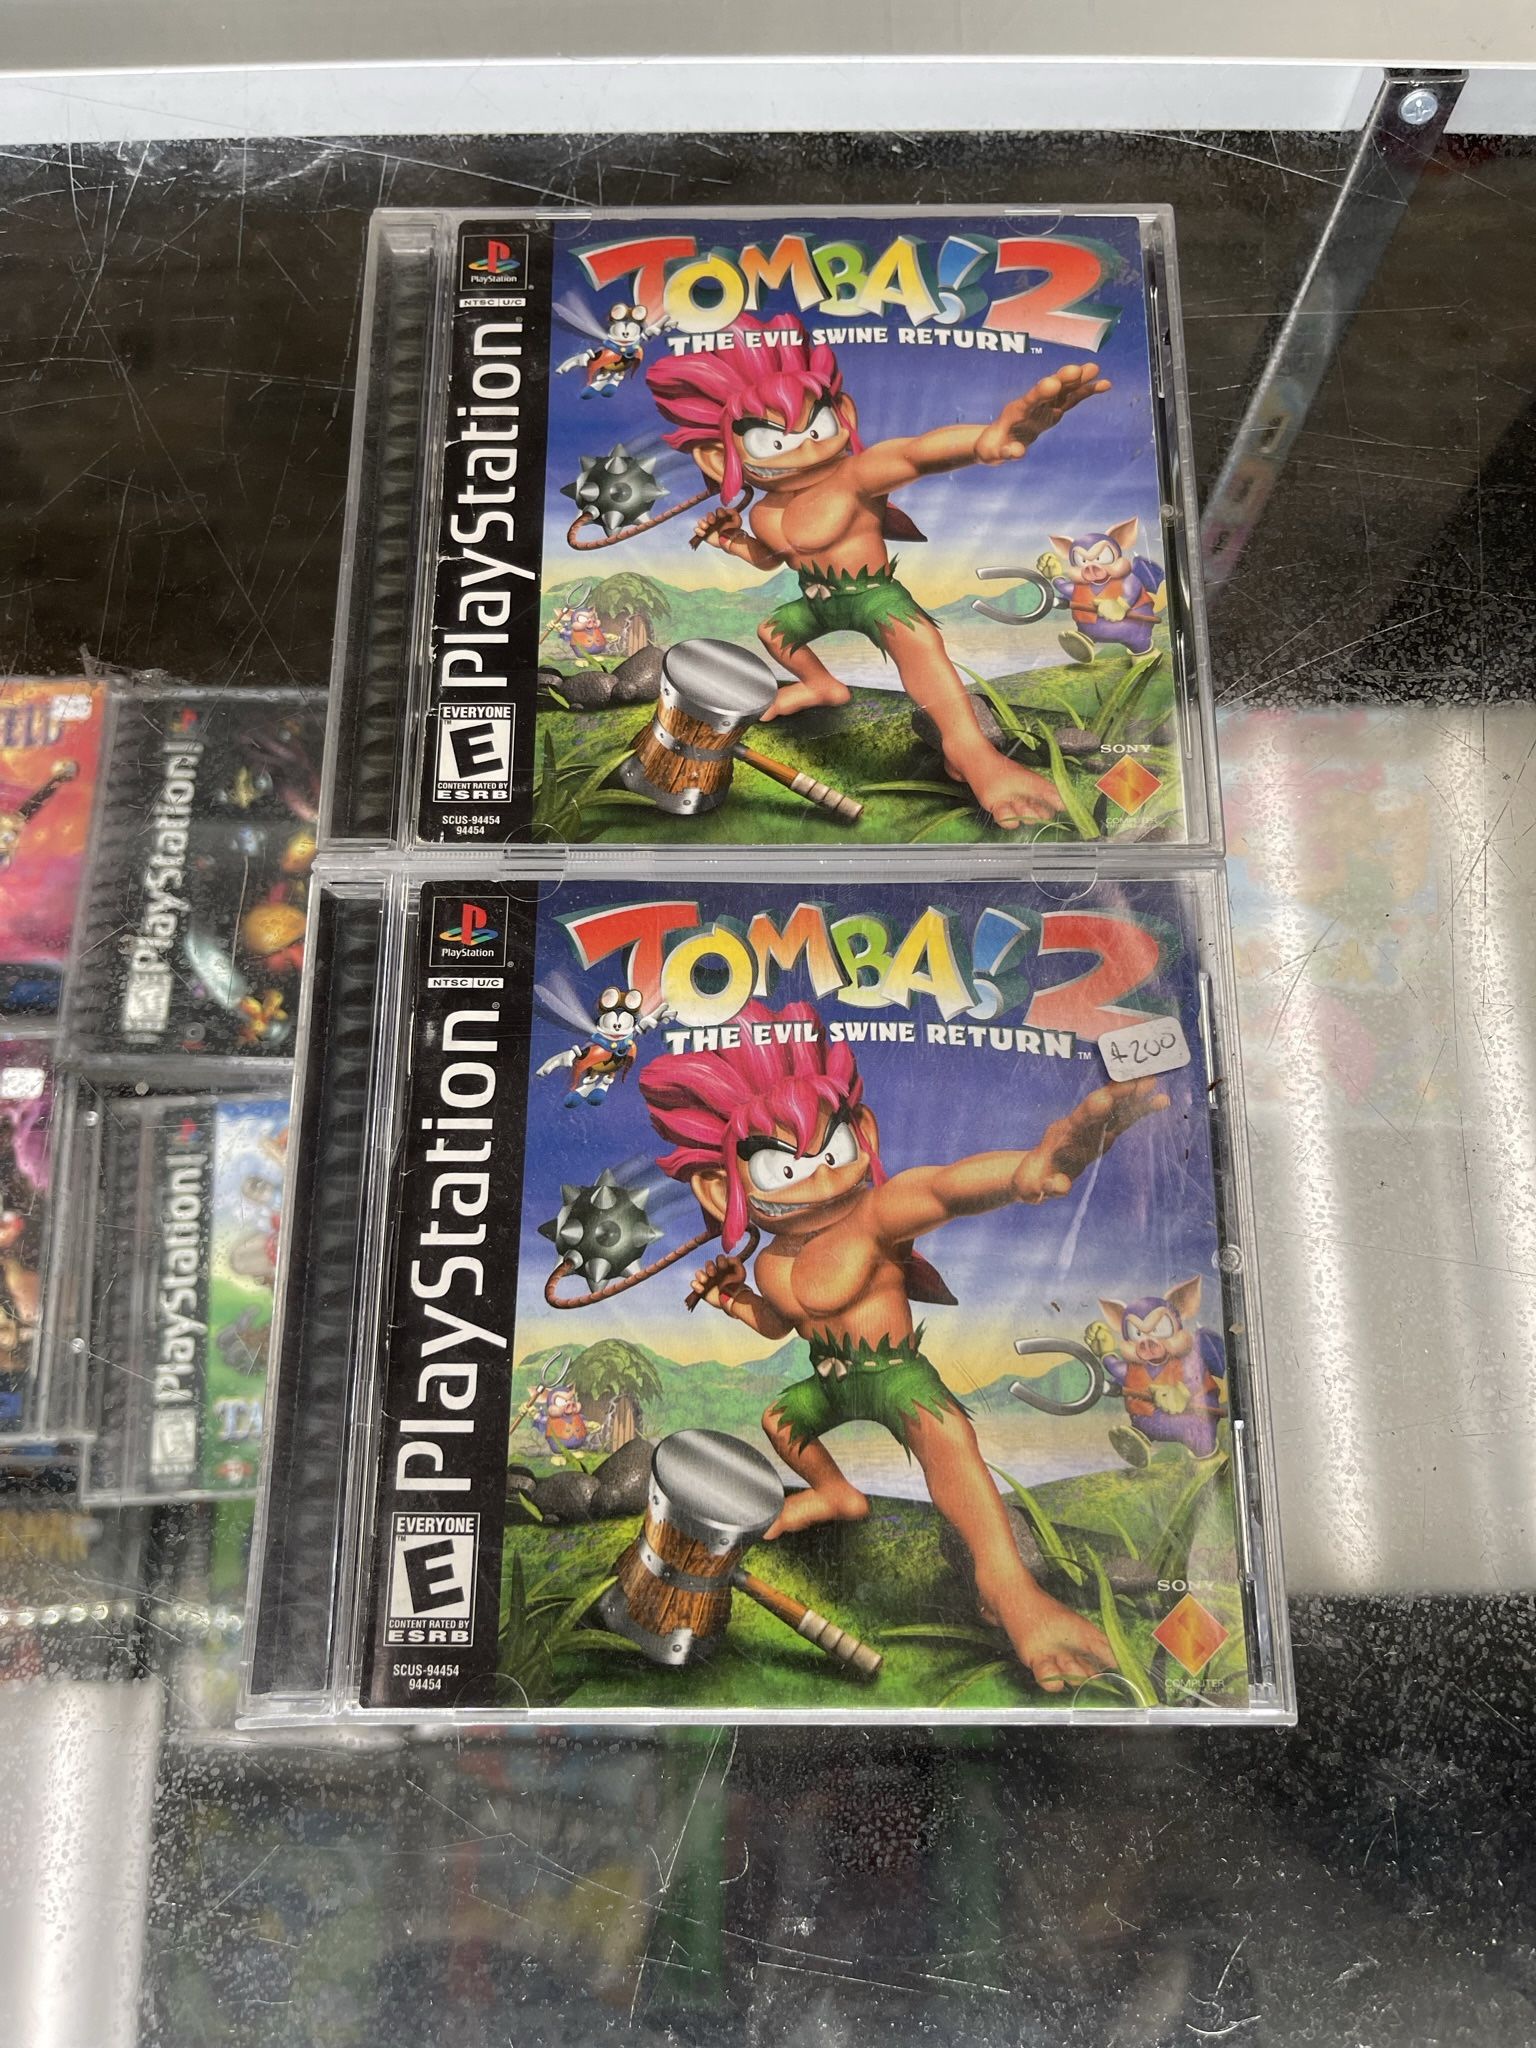 PlayStation
NTSC U/C
PlayStation
TOMBA! 2
THE EVIL SWINE RETURN™
EVERYONE
E
CONTENT RATED BY
ESRB
SCUS-94454
94454
SONY
COMPUTER
PlayStation
NTSC U/C
PlayStation
TOMBA! 2
THE EVIL SWINE RETURN™
$200
EVERYONE
E
CONTENT RATED BY
ESRB
SCUS-94454
94454
SONY
COMPUTER
PlayStation
PlayStation